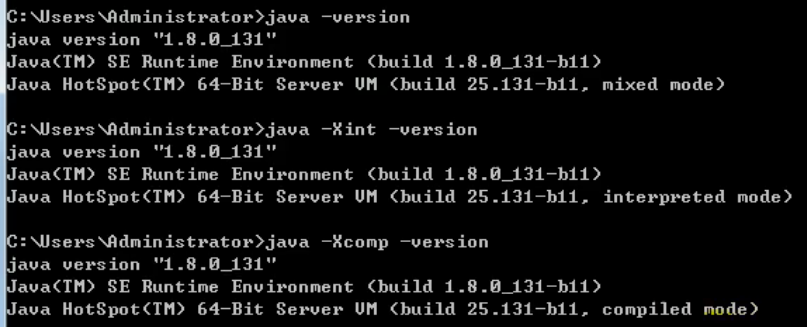 C:\Users\Administrator>java -version
java version "1.8.0_131"
Java(TM) SE Runtime Environment (build 1.8.0_131-b11)
Java HotSpot(TM) 64-Bit Server VM (build 25.131-b11, mixed mode)
C:\Users\Administrator>java -Xint -version
java version "1.8.0_131"
Java(TM) SE Runtime Environment (build 1.8.0_131-b11)
Java HotSpot(TM) 64-Bit Server VM (build 25.131-b11, interpreted mode)
C:\Users\Administrator>java -Xcomp -version
java version "1.8.0_131"
Java(TM) SE Runtime Environment (build 1.8.0_131-b11)
Java HotSpot(TM) 64-Bit Server VM (build 25.131-b11, compiled mode)